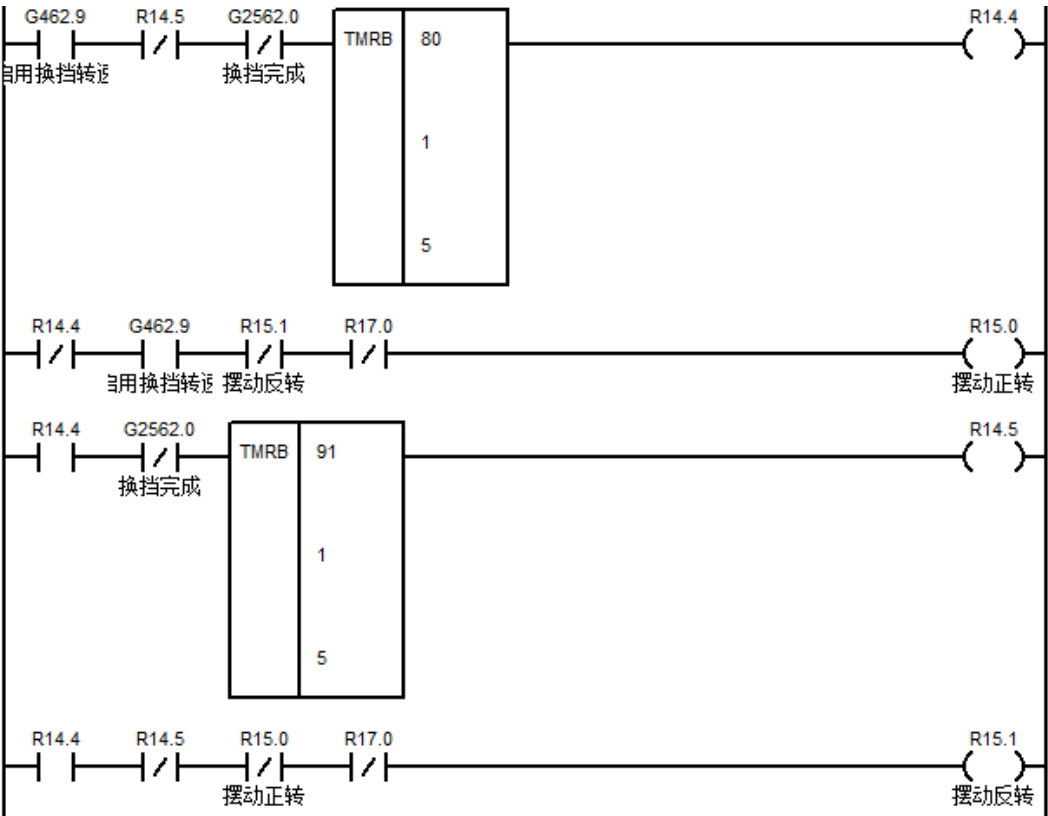 G462.9 R14.5 G2562.0 R14.4
TMRB 80
用换挡转 换挡完成
1
5
R14.4 G462.9 R15.1 R17.0 R15.0
用换挡转 摆动反转 摆动正转
R14.4 G2562.0 R14.5
TMRB 91
换挡完成
1
5
R14.4 R14.5 R15.0 R17.0 R15.1
摆动正转 摆动反转